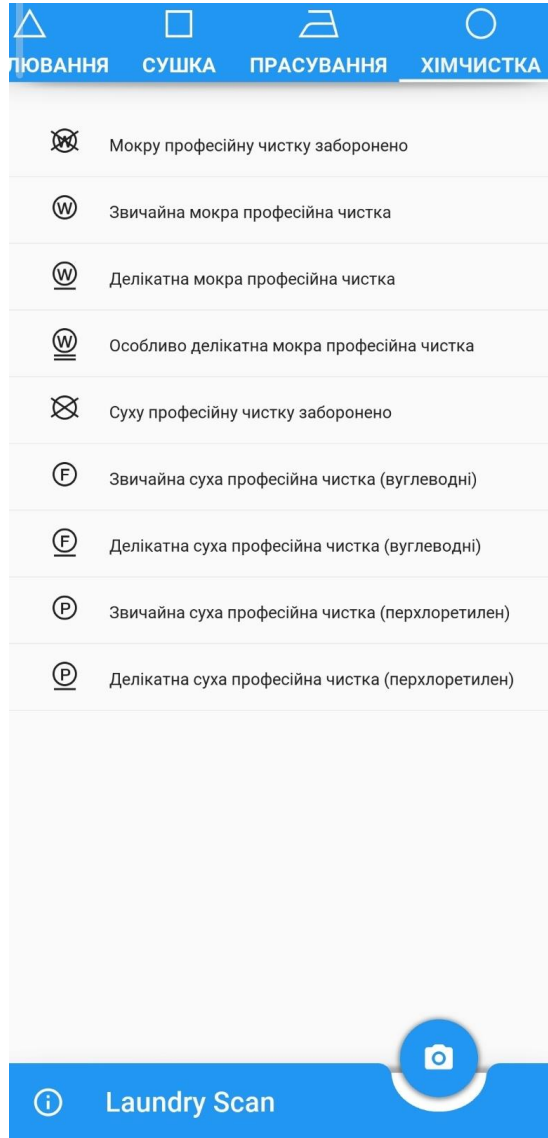 ЛЮВАННЯ СУШКА ПРАСУВАННЯ ХІМЧИСТКА
W Мокру професійну чистку заборонено
W Звичайна мокра професійна чистка
W Делікатна мокра професійна чистка
W Особливо делікатна мокра професійна чистка
Суху професійну чистку заборонено
F Звичайна суха професійна чистка (вуглеводні)
F Делікатна суха професійна чистка (вуглеводні)
P Звичайна суха професійна чистка (перхлоретилен)
P Делікатна суха професійна чистка (перхлоретилен)
Laundry Scan